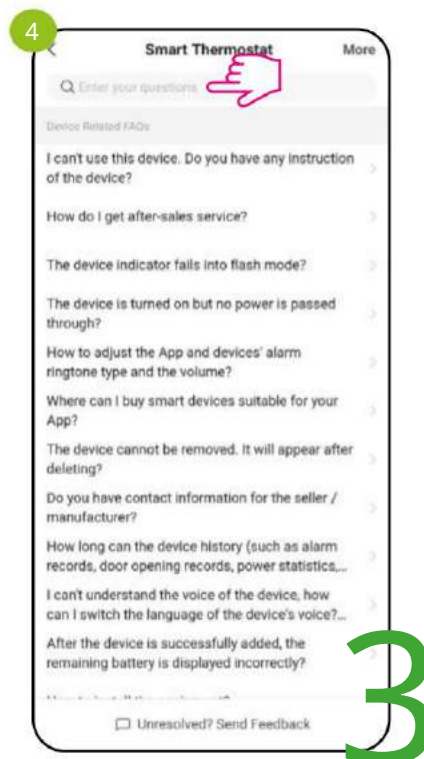 4
Smart Thermostat
More
Enter your questions
Device Related FAQs
I can't use this device. Do you have any instruction
of the device?
How do I get after-sales service?
The device indicator fails into flash mode?
The device is turned on but no power is passed
through?
How to adjust the App and devices' alarm
ringtone type and the volume?
Where can I buy smart devices suitable for your
App?
The device cannot be removed. It will appear after
deleting?
Do you have contact information for the seller /
manufacturer?
How long can the device history (such as alarm
records, door opening records, power statistics,...
I can't understand the voice of the device, how
can I switch the language of the device's voice?...
After the device is successfully added, the
remaining battery is displayed incorrectly?
Unresolved? Send Feedback
3